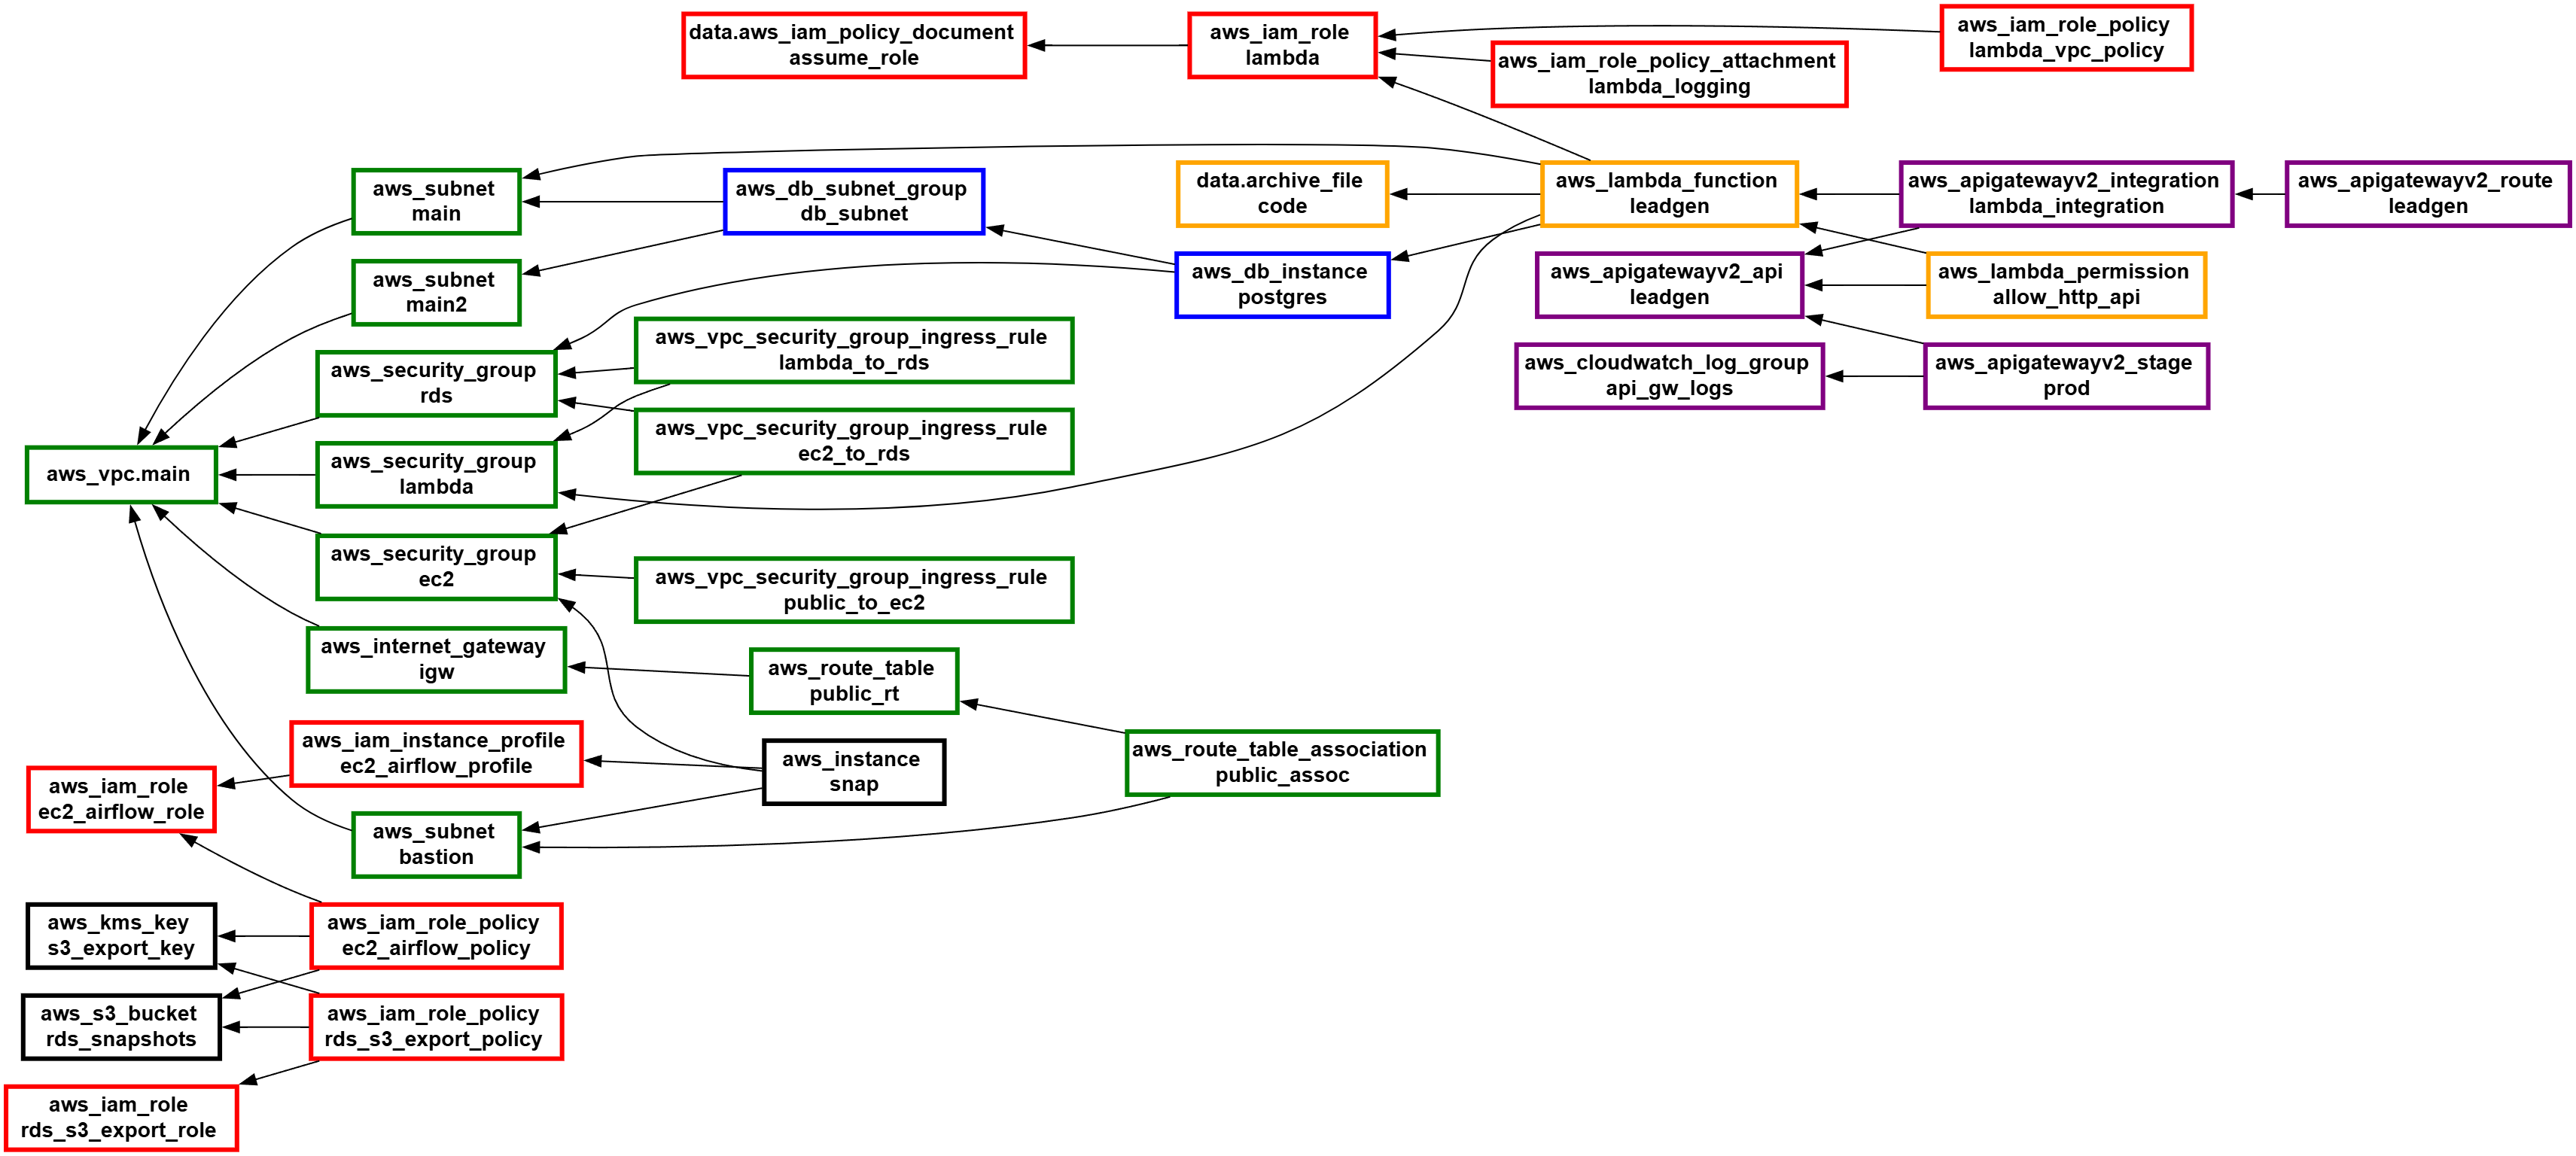 data.aws_iam_policy_document
assume_role
aws_iam_role
lambda
aws_iam_role_policy
lambda_vpc_policy
aws_iam_role_policy_attachment
lambda_logging
aws_subnet
main
aws_db_subnet_group
db_subnet
data.archive_file
code
aws_lambda_function
leadgen
aws_apigatewayv2_integration
lambda_integration
aws_apigatewayv2_route
leadgen
aws_subnet
main2
aws_db_instance
postgres
aws_apigatewayv2_api
leadgen
aws_lambda_permission
allow_http_api
aws_security_group
rds
aws_vpc_security_group_ingress_rule
lambda_to_rds
aws_cloudwatch_log_group
api_gw_logs
aws_apigatewayv2_stage
prod
aws_vpc.main
aws_security_group
lambda
aws_vpc_security_group_ingress_rule
ec2_to_rds
aws_security_group
ec2
aws_vpc_security_group_ingress_rule
public_to_ec2
aws_internet_gateway
igw
aws_route_table
public_rt
aws_iam_instance_profile
ec2_airflow_profile
aws_instance
snap
aws_route_table_association
public_assoc
aws_iam_role
ec2_airflow_role
aws_subnet
bastion
aws_kms_key
s3_export_key
aws_iam_role_policy
ec2_airflow_policy
aws_s3_bucket
rds_snapshots
aws_iam_role_policy
rds_s3_export_policy
aws_iam_role
rds_s3_export_role